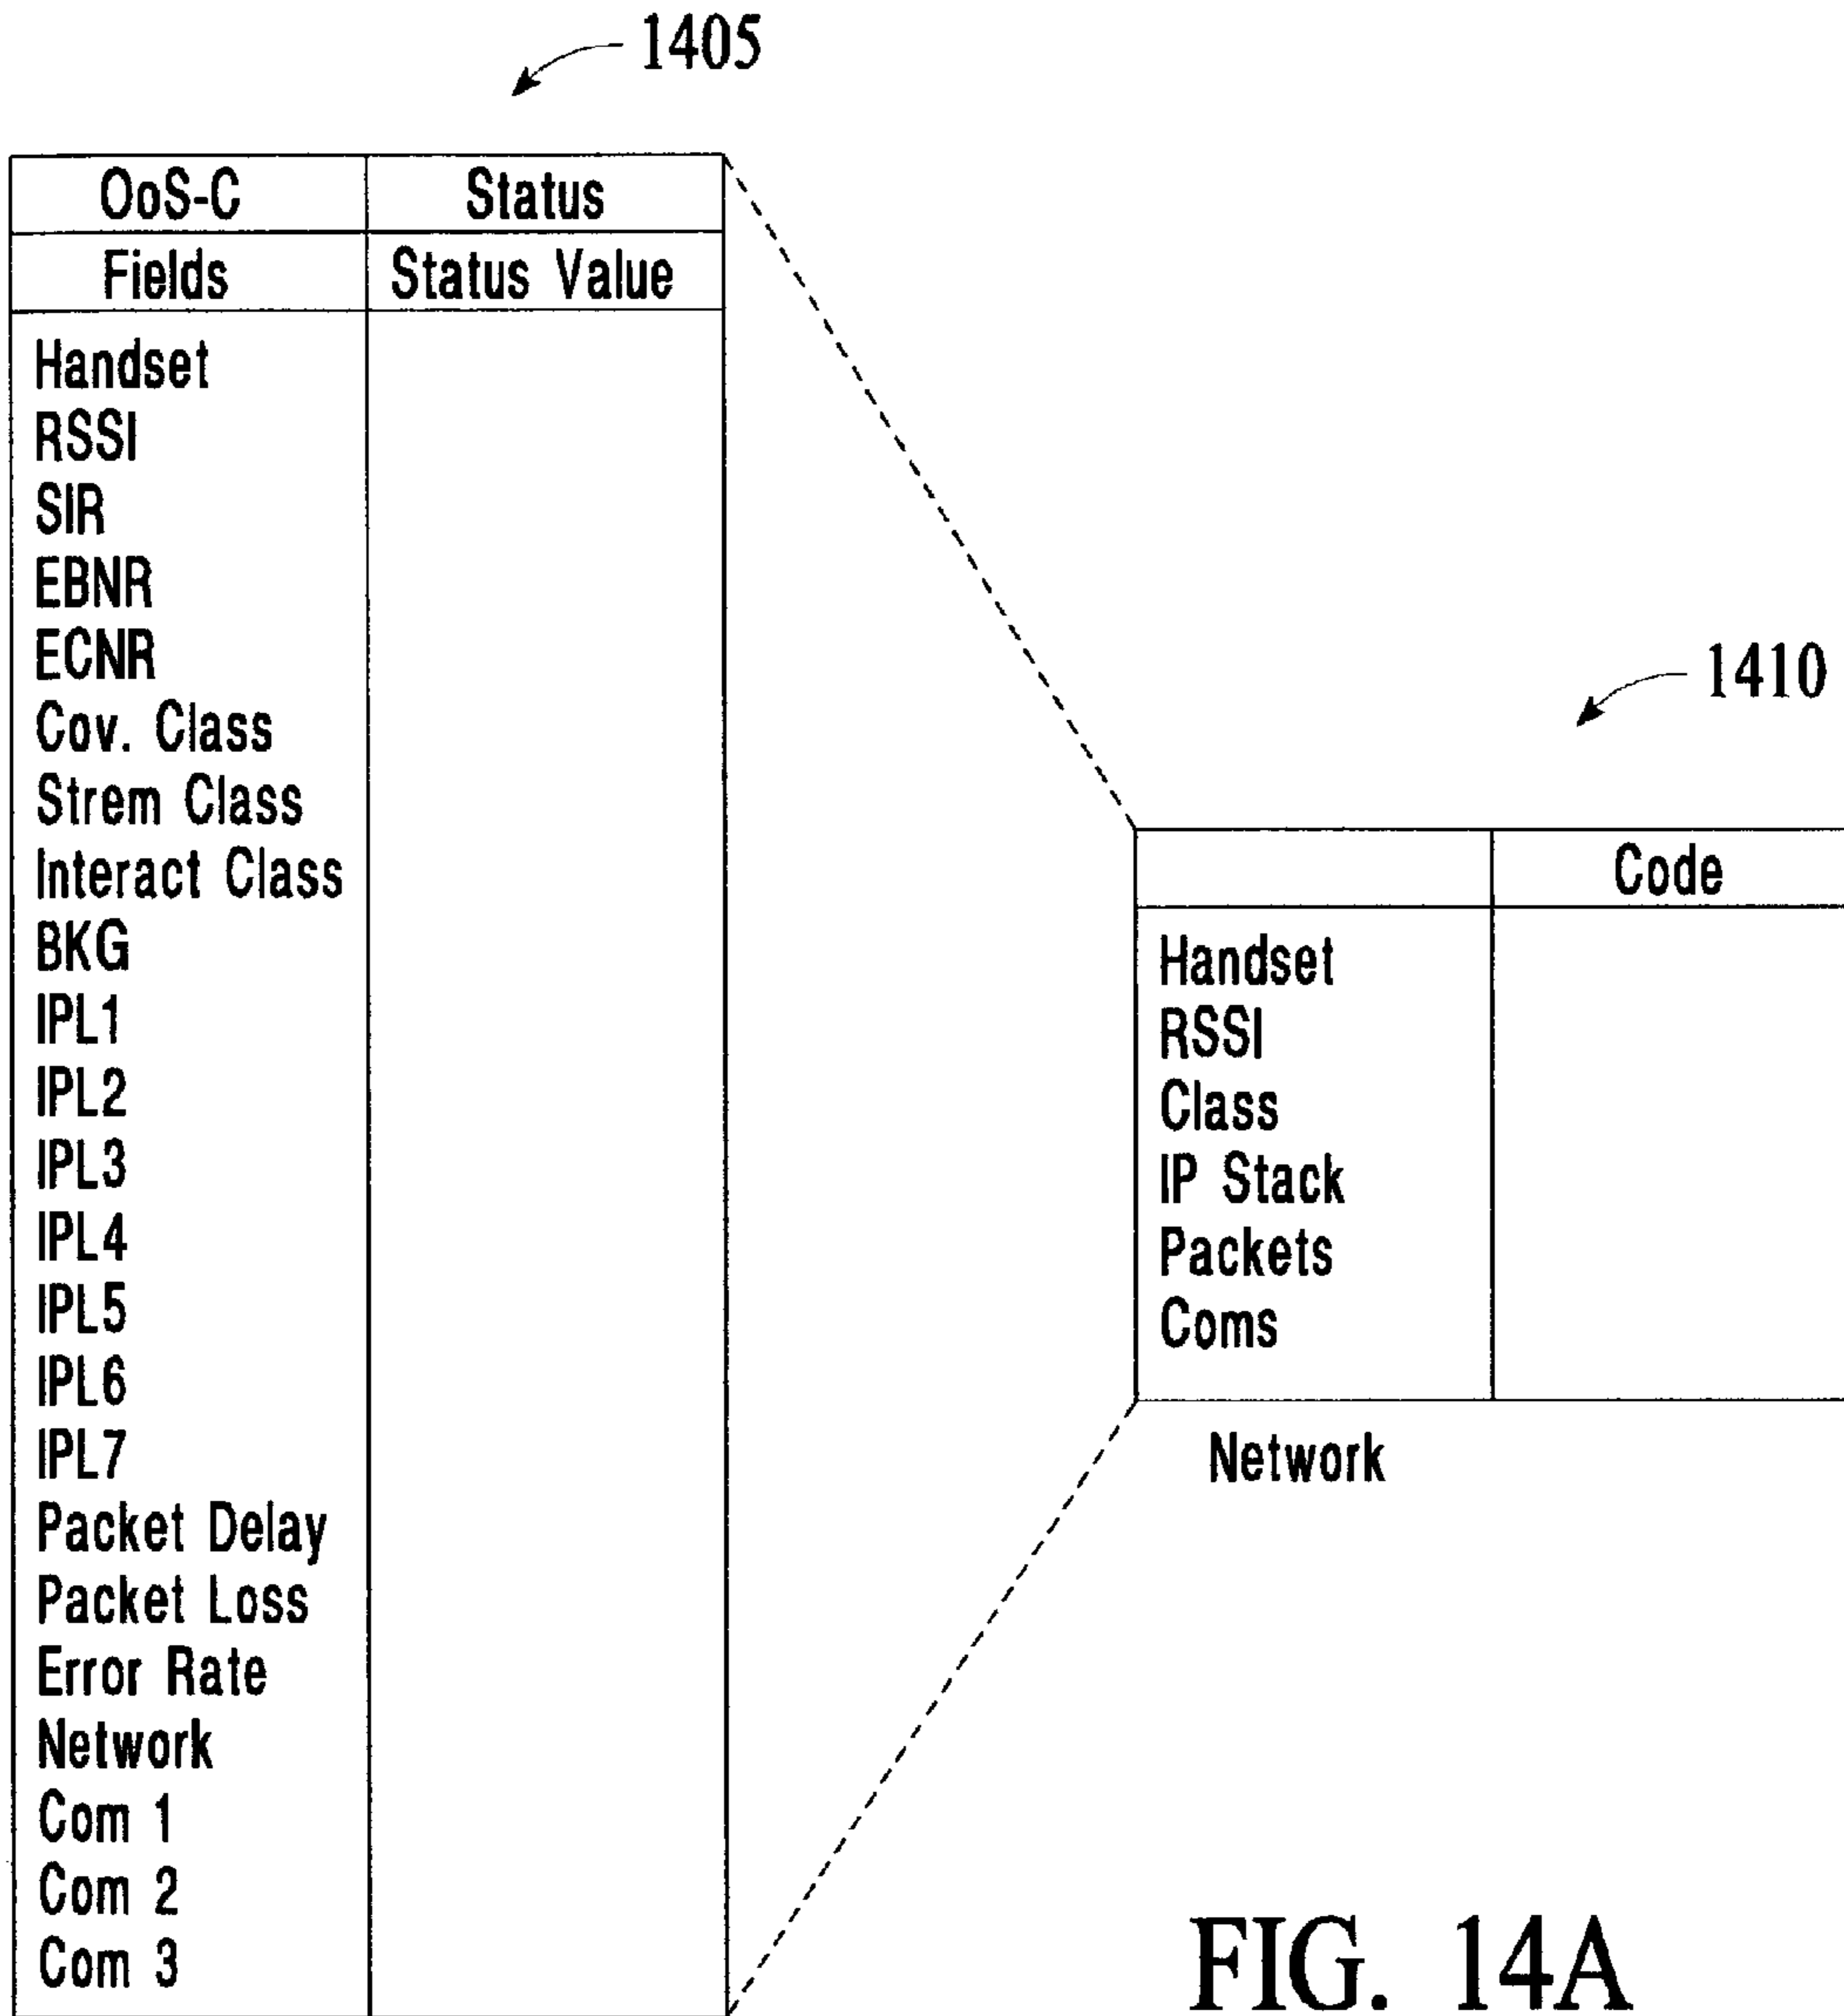 1405
OoS-C Status
Fields Status Value
Handset
RSSI
SIR
EBNR
ECNR
Cov. Class
Strem Class
Interact Class
BKG
IPL1
IPL2
IPL3
IPL4
IPL5
IPL6
IPL7
Packet Delay
Packet Loss
Error Rate
Network
Com 1
Com 2
Com 3
1410
Code
Handset
RSSI
Class
IP Stack
Packets
Coms
Network
FIG. 14A